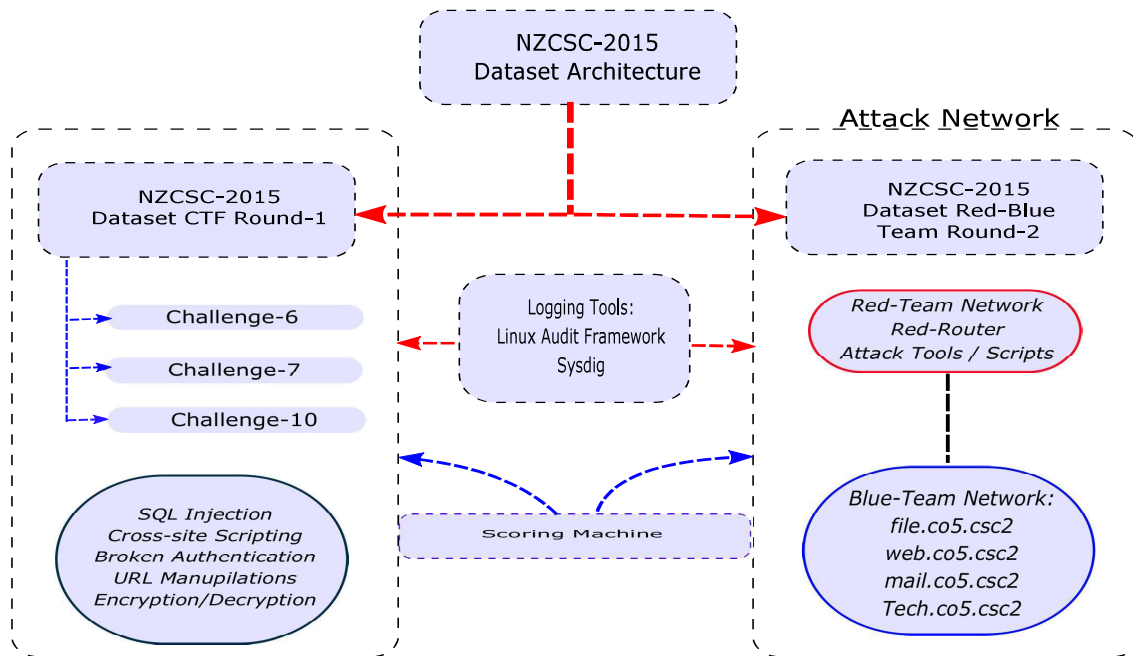 NZCSC-2015
Dataset Architecture
Attack Network
NZCSC-2015
Dataset CTF Round-1
NZCSC-2015
Dataset Red-Blue
Team Round-2
Challenge-6
Challenge-7
Challenge-10
Logging Tools:
Linux Audit Framework
Sysdig
Red-Team Network
Red-Router
Attack Tools / Scripts
SQL Injection
Cross-site Scripting
Broken Authentication
URL Manupilations
Encryption/Decryption
Scoring Machine
Blue-Team Network:
file.co5.csc2
web.co5.csc2
mail.co5.csc2
Tech.co5.csc2